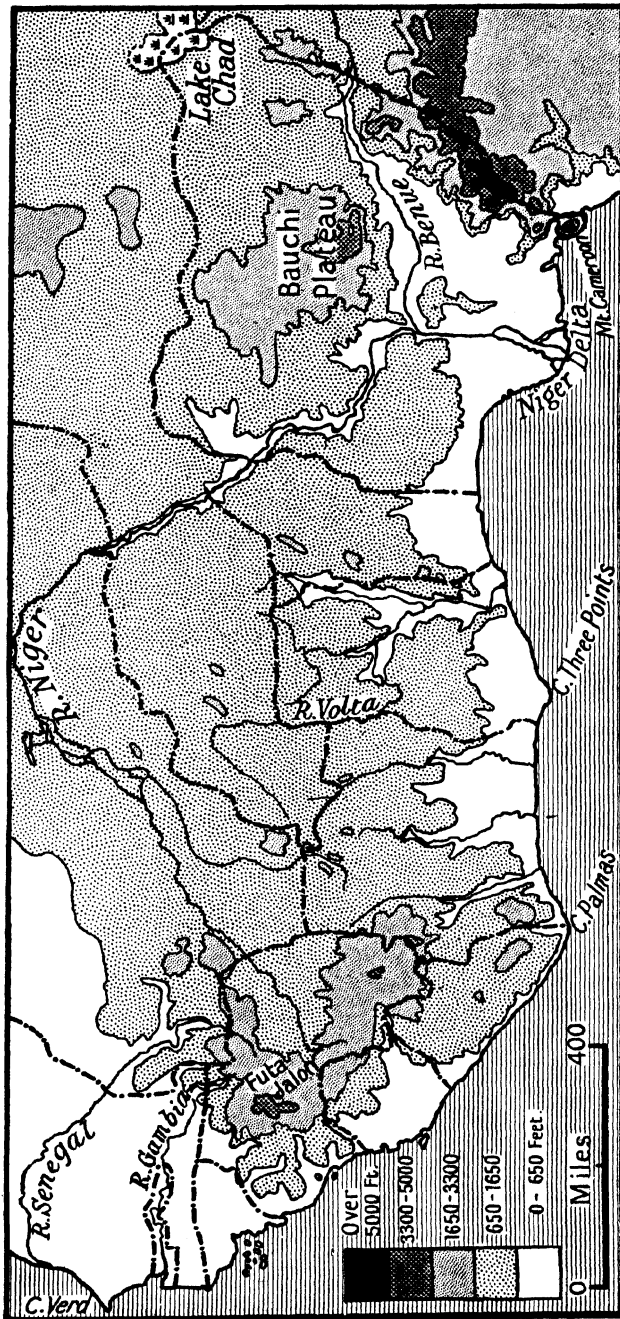 C. Verd
R. Senegal
R. Gambia
Futa
Jalon
R. Niger
R. Volta
Bauchi
Plateau
Lake
Chad
R. Benue
Niger Delta
Mt. Cameroon
C. Three Points
C. Palmas
Over
5000 Ft.
3300-5000
1650-3300
650-1650
0-650 Feet
0 Miles 400